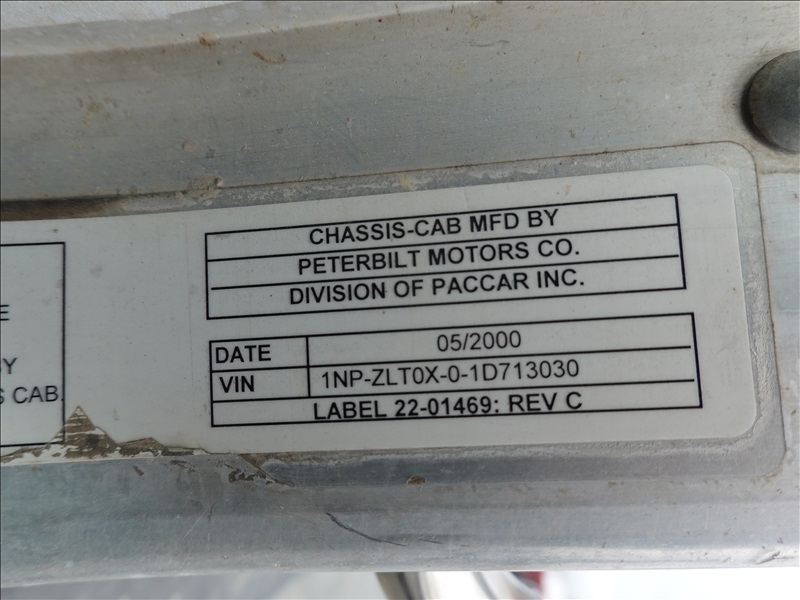 CHASSIS-CAB MFD BY
PETERBILT MOTORS CO.
DIVISION OF PACCAR INC.
DATE 05/2000
VIN 1NP-ZLT0X-0-1D713030
LABEL 22-01469: REV C
CAB.